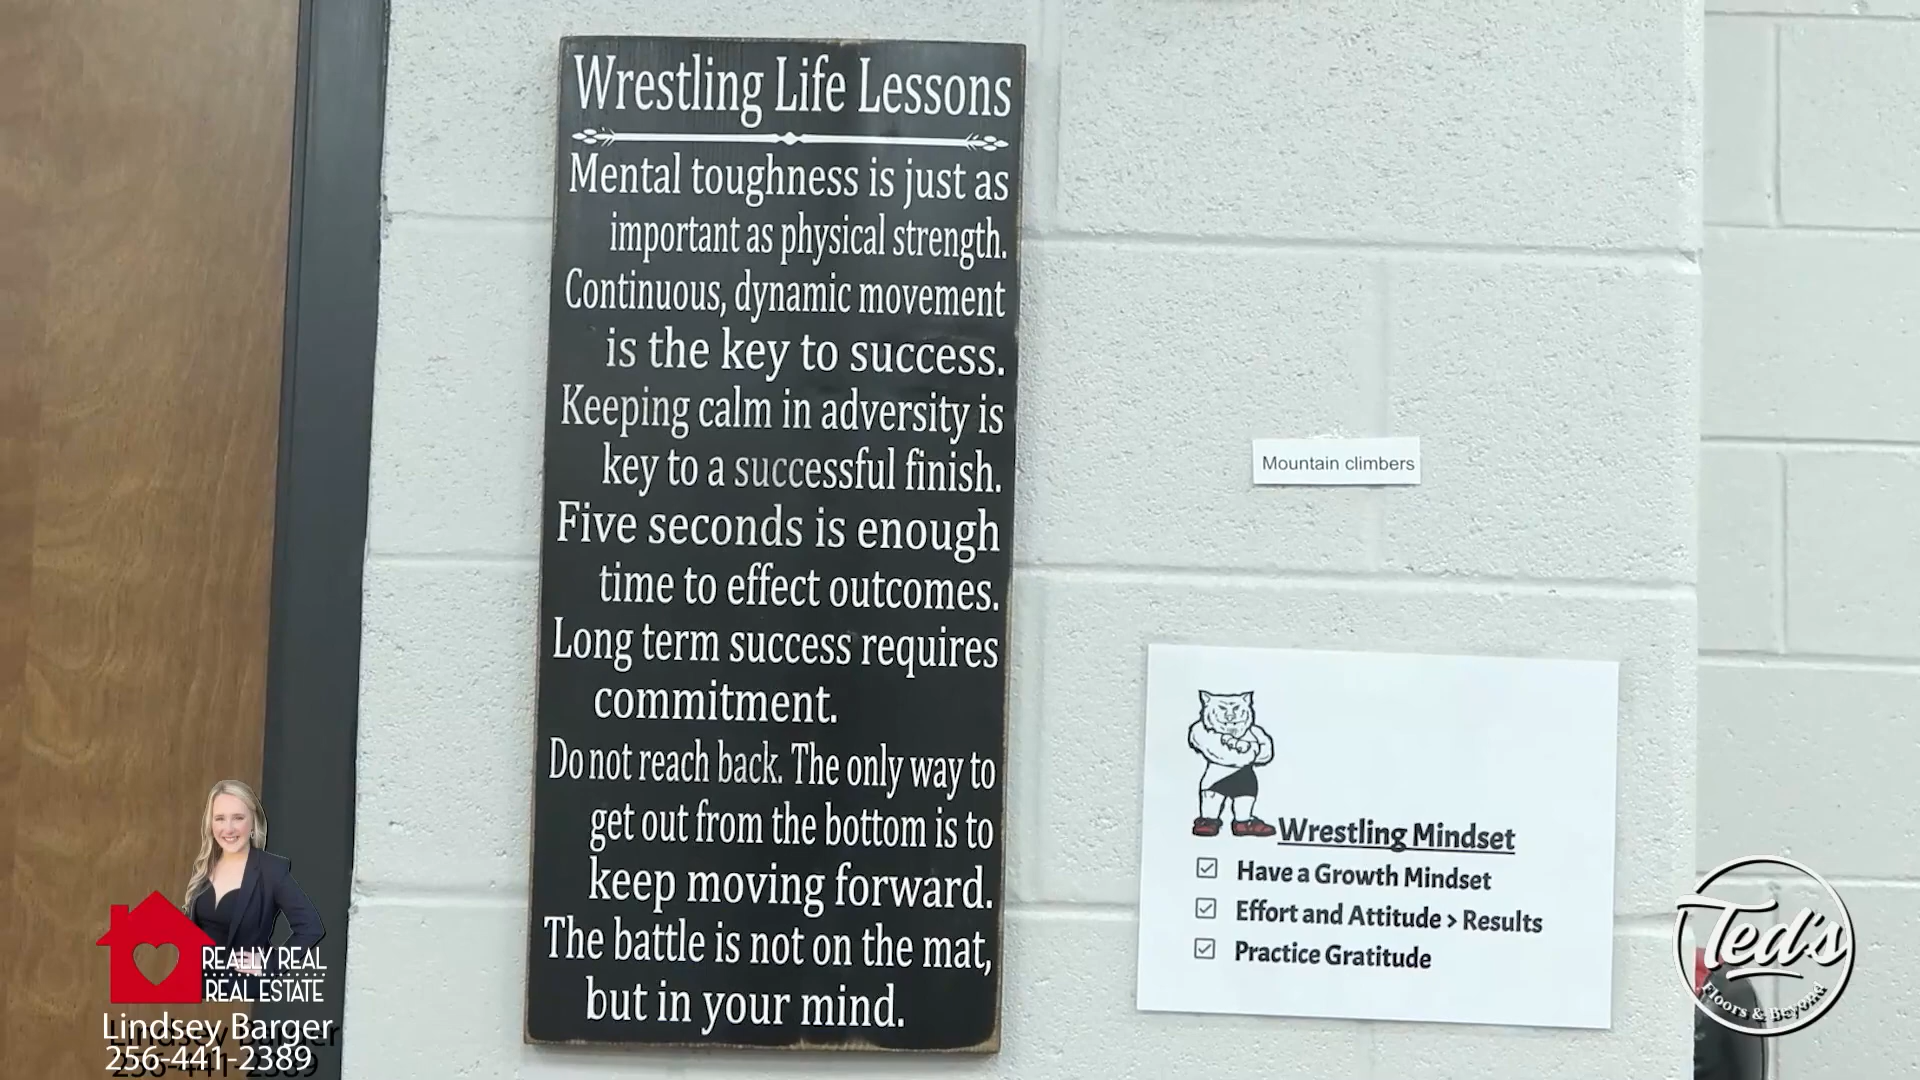 Wrestling Life Lessons
Mental toughness is just as
important as physical strength.
Continuous, dynamic movement
is the key to success.
Keeping calm in adversity is
key to a successful finish.
Five seconds is enough
time to effect outcomes.
Long term success requires
commitment.
Do not reach back. The only way to
get out from the bottom is to
keep moving forward.
The battle is not on the mat,
but in your mind.
Mountain climbers
Wrestling Mindset
Have a Growth Mindset
Effort and Attitude > Results
Practice Gratitude
REALLY REAL
REAL ESTATE
Lindsey Barger
256-441-2389
Ted's
Floors & Beyond